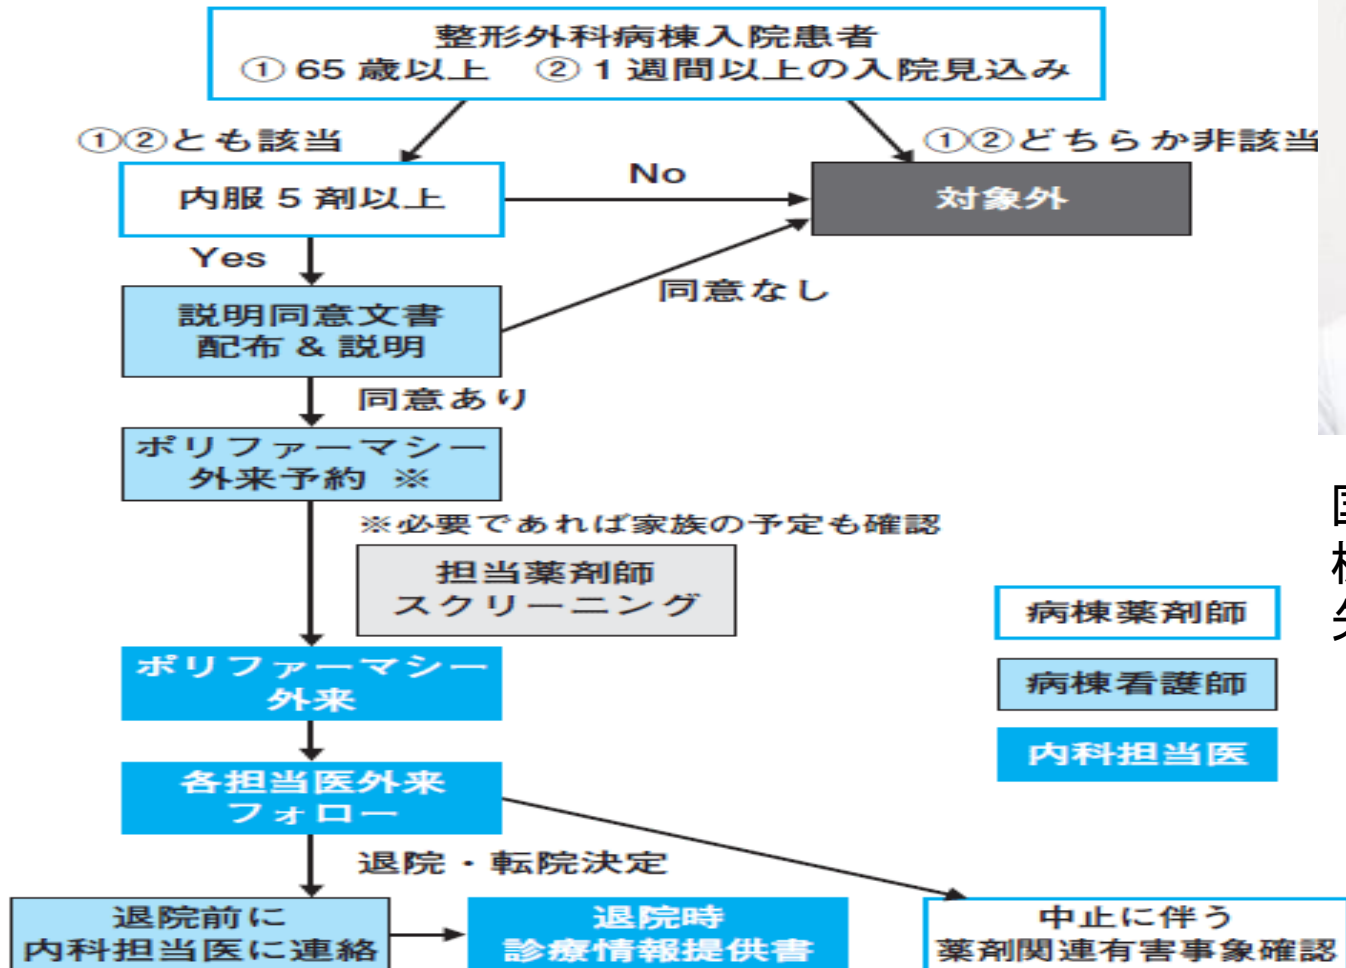 整形外科病棟入院患者
① 65 歳以上　② 1 週間以上の入院見込み
①②とも該当
①②どちらか非該当
内服 5 剤以上
No
対象外
Yes
説明同意文書
配布 & 説明
同意なし
同意あり
ポリファーマシー
外来予約 ※
※必要であれば家族の予定も確認
担当薬剤師
スクリーニング
病棟薬剤師
病棟看護師
内科担当医
ポリファーマシー
外来
各担当医外来
フォロー
退院・転院決定
退院前に
内科担当医に連絡
退院時
診療情報提供書
中止に伴う
薬剤関連有害事象確認